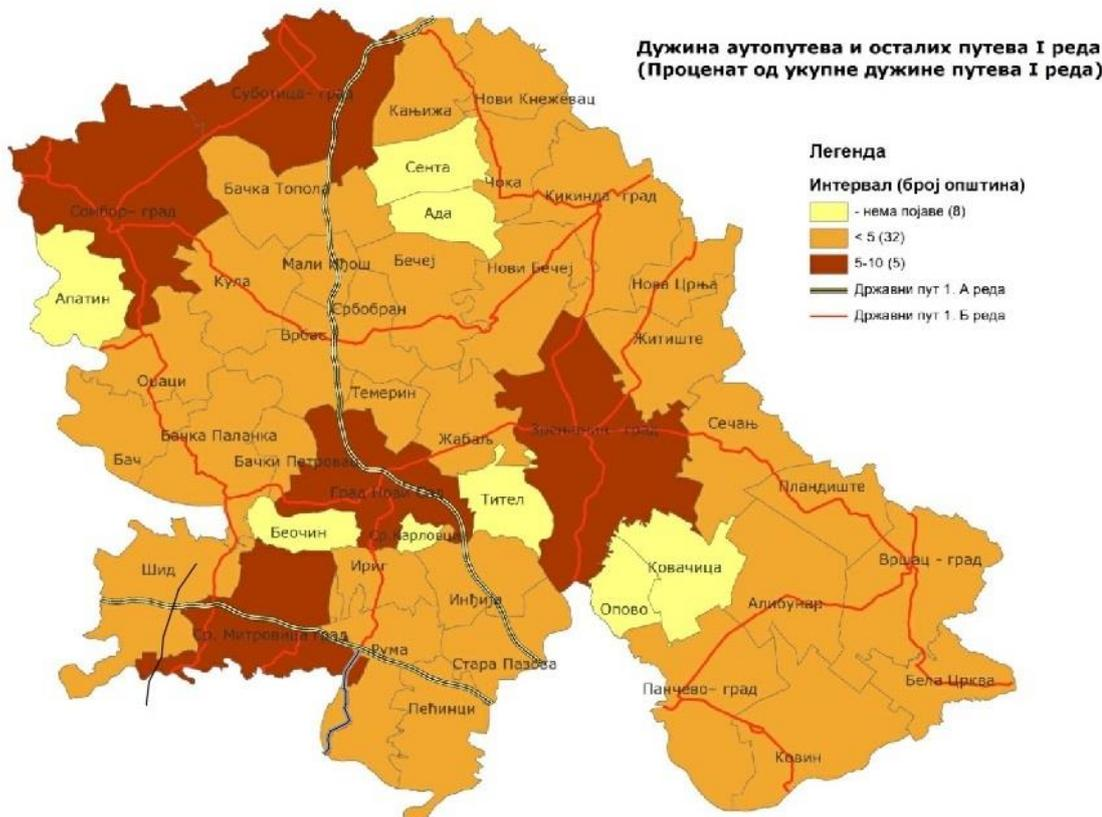 Дужина аутопутева и осталих путева I реда
(Проценат од укупне дужине путева I реда)
Легенда
Интервал (број општина)
- нема појаве (8)
< 5 (32)
5-10 (5)
Државни пут 1. А реда
Државни пут 1. Б реда
Суботица- град
Кањижа
Нови Кнежевац
Сента
Чока
Бачка Топола
Кикинда -град
Сомбор- град
Ада
Мали Иђош
Бечеј
Нови Бечеј
Кула
Нова Црња
Апатин
Србобран
Врбас
Житиште
Оџаци
Темерин
Сечањ
Бачка Паланка
Жабаљ
Зрењанин - град
Бач
Бачки Петровац
Пландиште
Град Нови Сад
Тител
Беочин
Ср.Карловци
Вршац - град
Шид
Ириг
Ковачица
Инђија
Опово
Алибунар
Ср. Митровица град
Рума
Стара Пазова
Бела Црква
Панчево- град
Пећинци
Ковин